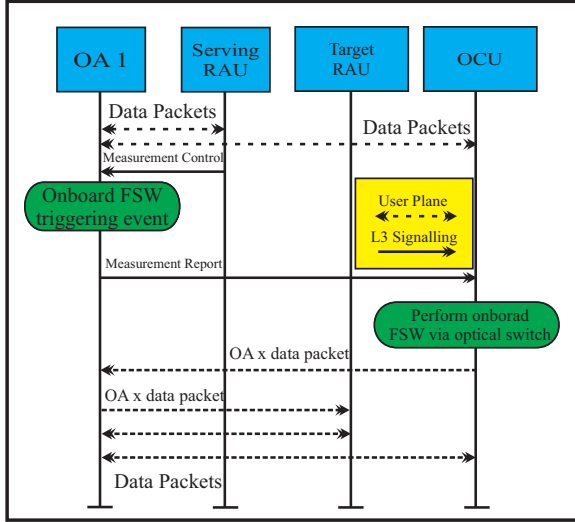 OA 1
Serving
RAU
Target
RAU
OCU
Data Packets
Data Packets
Measurement Control
Onboard FSW
triggering event
User Plane
L3 Signalling
Measurement Report
Perform onborad
FSW via optical switch
OA x data packet
OA x data packet
Data Packets